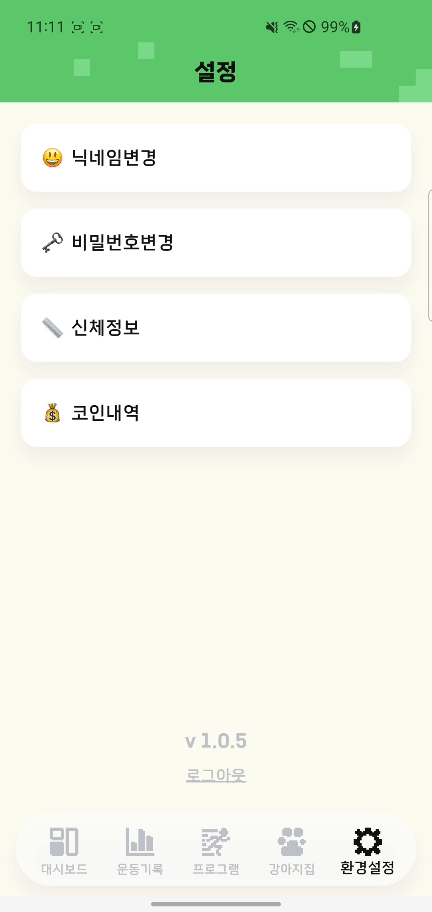 11:11 99%
설정
닉네임변경
비밀번호변경
신체정보
코인내역
v 1.0.5
로그아웃
대시보드 운동기록 프로그램 강아지집 환경설정